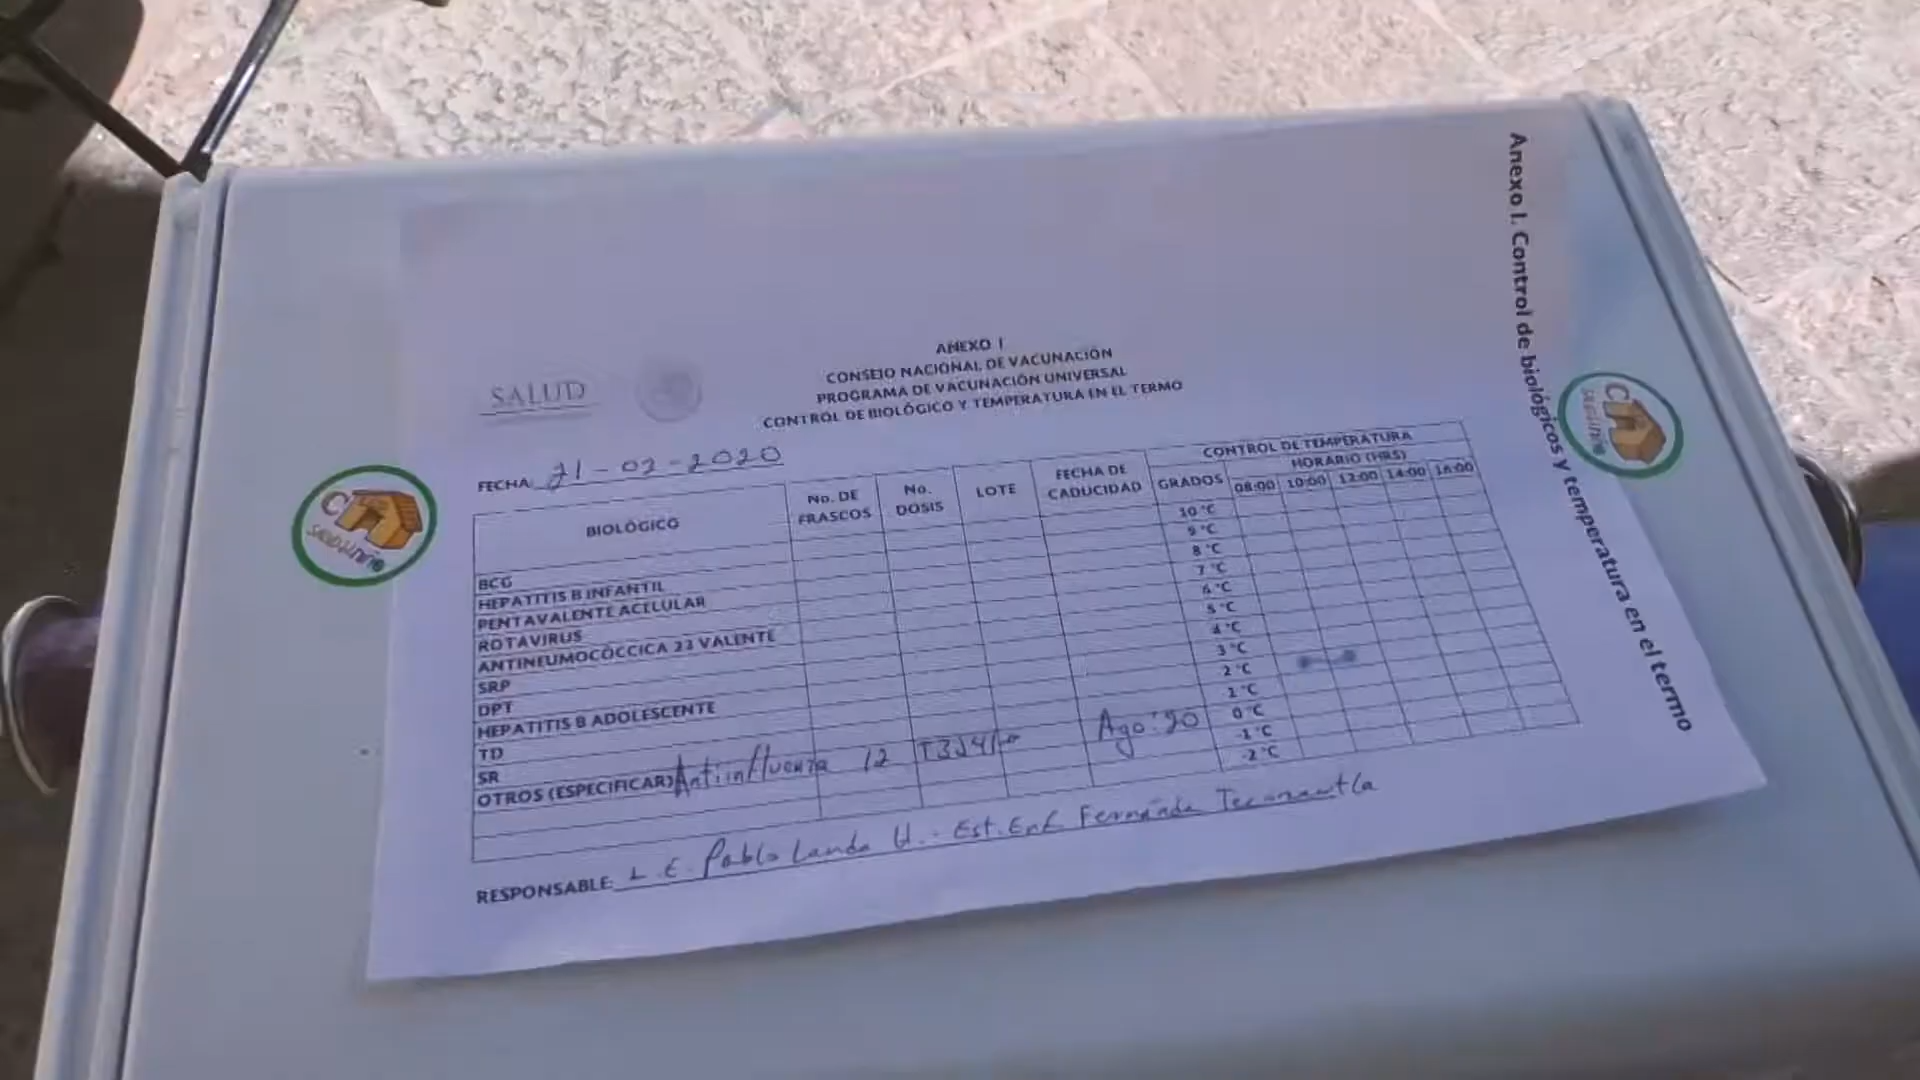 Anexo I. Control de biológicos y temperatura en el termo
SALUD
ANEXO I
CONSEJO NACIONAL DE VACUNACIÓN
PROGRAMA DE VACUNACIÓN UNIVERSAL
CONTROL DE BIOLÓGICO Y TEMPERATURA EN EL TERMO
FECHA: 21-02-2020
BIOLÓGICO No. DE FRASCOS No. DOSIS LOTE FECHA DE CADUCIDAD
CONTROL DE TEMPERATURA
GRADOS HORARIO (HRS)
08:00 10:00 12:00 14:00 16:00
10 °C
9 °C
8 °C
7 °C
6 °C
5 °C
4 °C
3 °C
2 °C
1 °C
0 °C
-1 °C
-2 °C
BCG
HEPATITIS B INFANTIL
PENTAVALENTE ACELULAR
ROTAVIRUS
ANTINEUMOCÓCCICA 23 VALENTE
SRP
DPT
HEPATITIS B ADOLESCENTE
TD
SR
OTROS (ESPECIFICAR) Antiinfluenza 12 Ago. 20
RESPONSABLE: L.E. Pablo Landa H. - Est. Enf. Fernanda